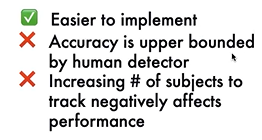 ✅ Easier to implement
❌ Accuracy is upper bounded
by human detector
❌ Increasing # of subjects to
track negatively affects
performance